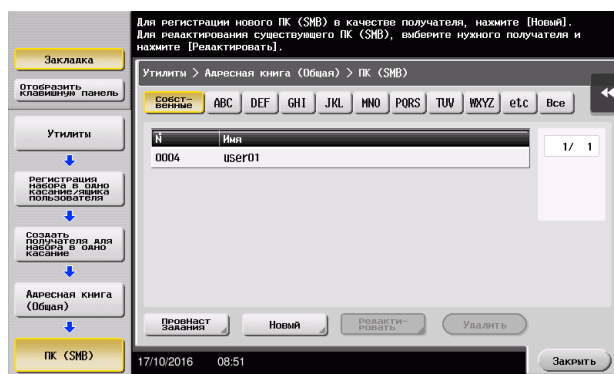 Для регистрации нового ПК (SMB) в качестве получателя, нажмите [Новый].
Для редактирования существующего ПК (SMB), выберите нужного получателя и
нажмите [Редактировать].
Закладка
Отобразить
клавишную панель
Утилиты
Регистрация
набора в одно
касание/ящика
пользователя
Создать
получателя для
набора в одно
касание
Адресная книга
(Общая)
ПК (SMB)
Утилиты > Адресная книга (Общая) > ПК (SMB)
Собст-
венные
ABC DEF GHI JKL MNO PQRS TUV WXYZ etc Все
N Имя
0004 user01
1/ 1
ПровНаст
Задания
Новый
Редакти-
ровать
Удалить
17/10/2016 08:51
Закрыть